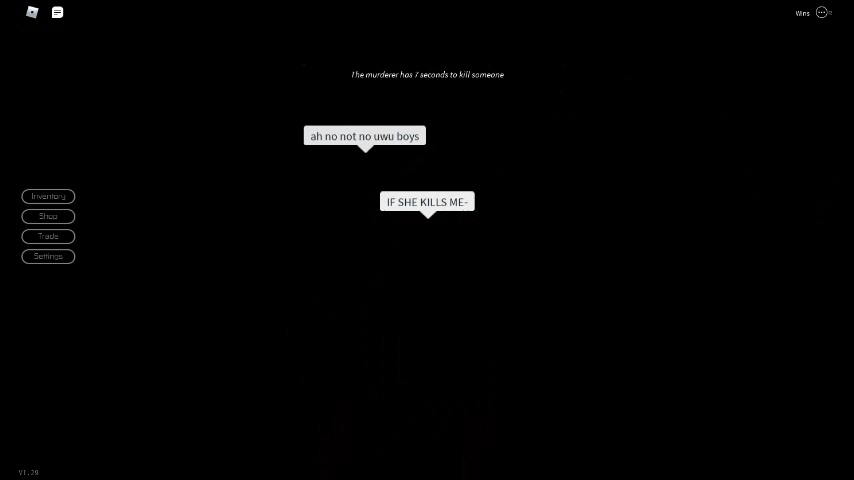 Wins
The murderer has 7 seconds to kill someone
ah no not no uwu boys
IF SHE KILLS ME-
Inventory
Shop
Trade
Settings
V1.29